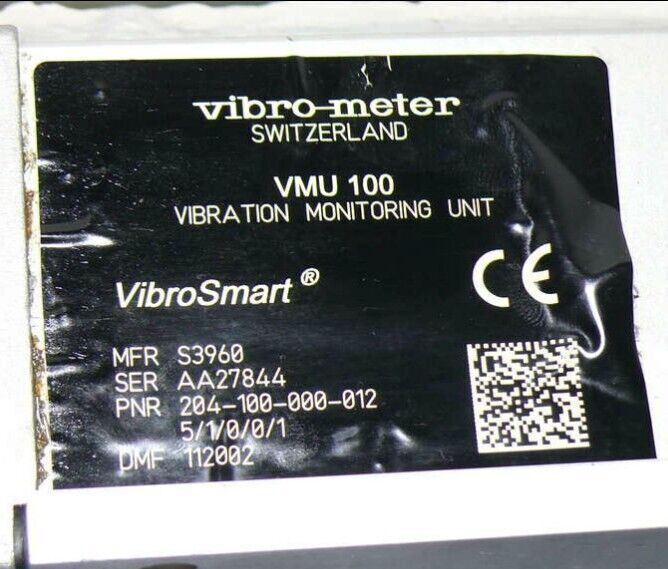 vibro-meter
SWITZERLAND
VMU 100
VIBRATION MONITORING UNIT
VibroSmart®
CE
MFR S3960
SER AA27844
PNR 204-100-000-012
5/1/0/0/1
DMF 112002